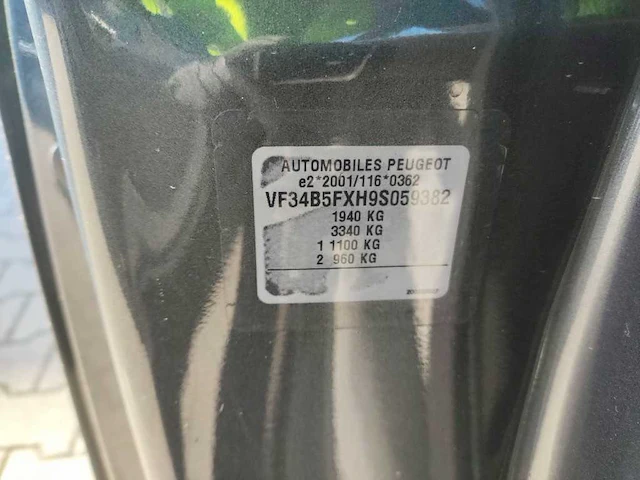 AUTOMOBILES PEUGEOT
e2*2001/116*0362
VF34B5FXH9S059382
1940 KG
3340 KG
1 1100 KG
2 960 KG